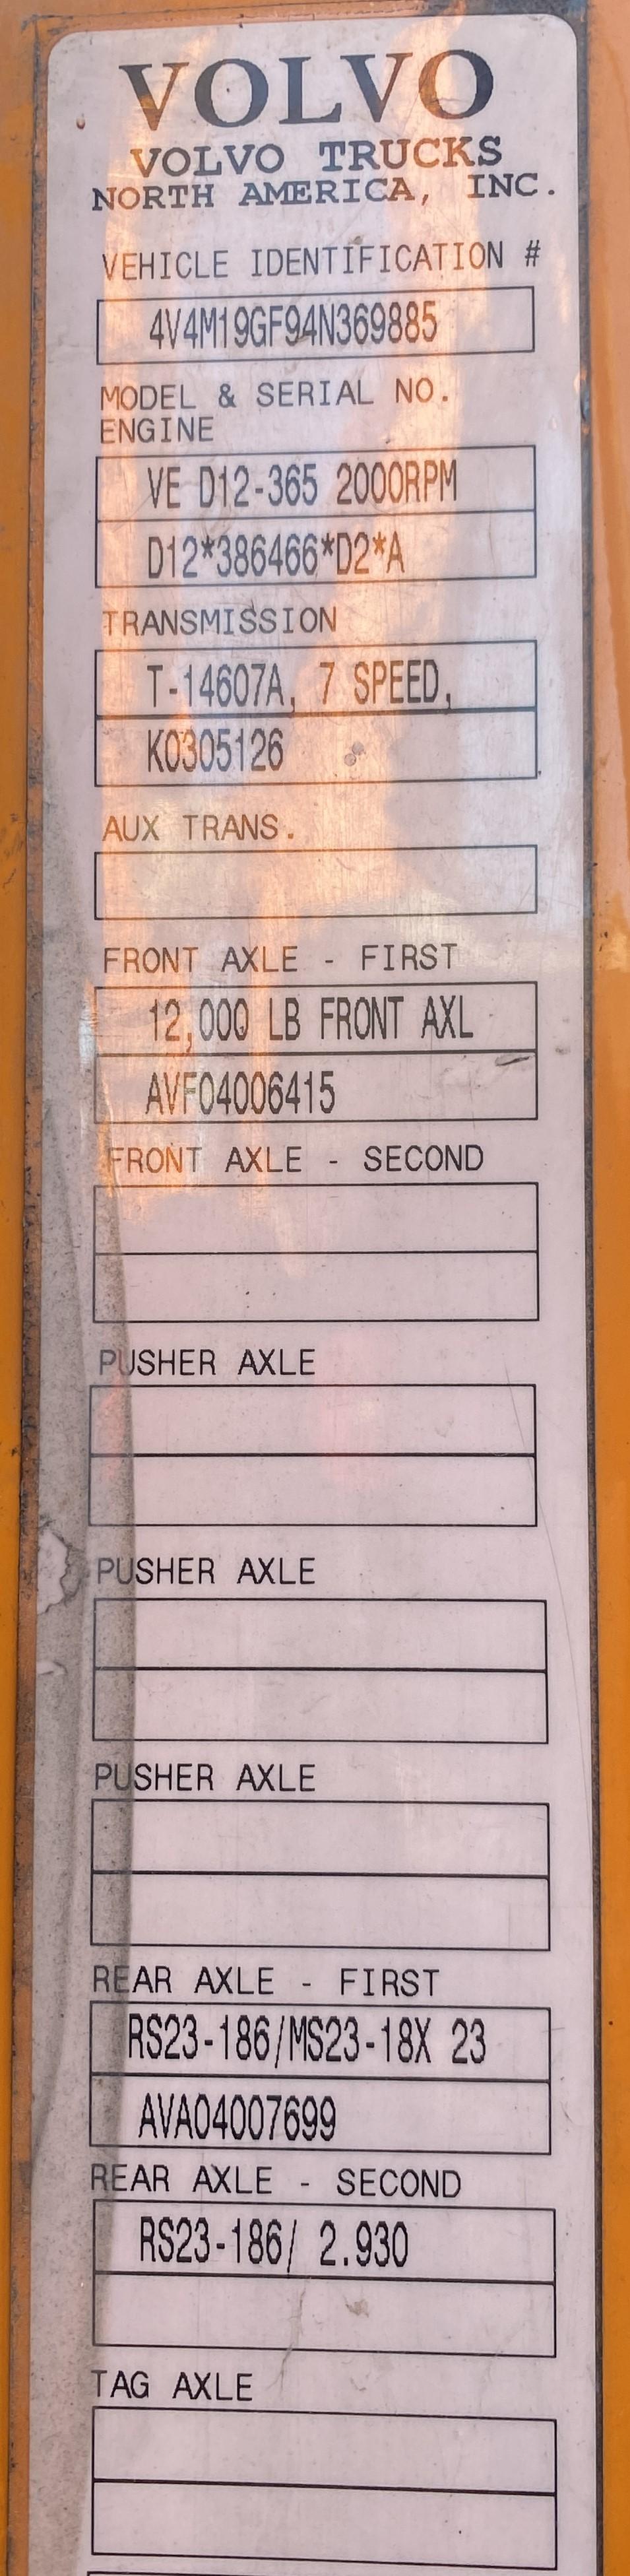 VOLVO
VOLVO TRUCKS
NORTH AMERICA, INC.
VEHICLE IDENTIFICATION #
4V4M19GF94N369885
MODEL & SERIAL NO.
ENGINE
VE D12-365 2000RPM
D12*386466*D2*A
TRANSMISSION
T-14607A, 7 SPEED,
K0305126
AUX TRANS.
FRONT AXLE - FIRST
12,000 LB FRONT AXL
AVF04006415
FRONT AXLE - SECOND
PUSHER AXLE
PUSHER AXLE
PUSHER AXLE
REAR AXLE - FIRST
RS23-186/MS23-18X 23
AVA04007699
REAR AXLE - SECOND
RS23-186/ 2.930
TAG AXLE